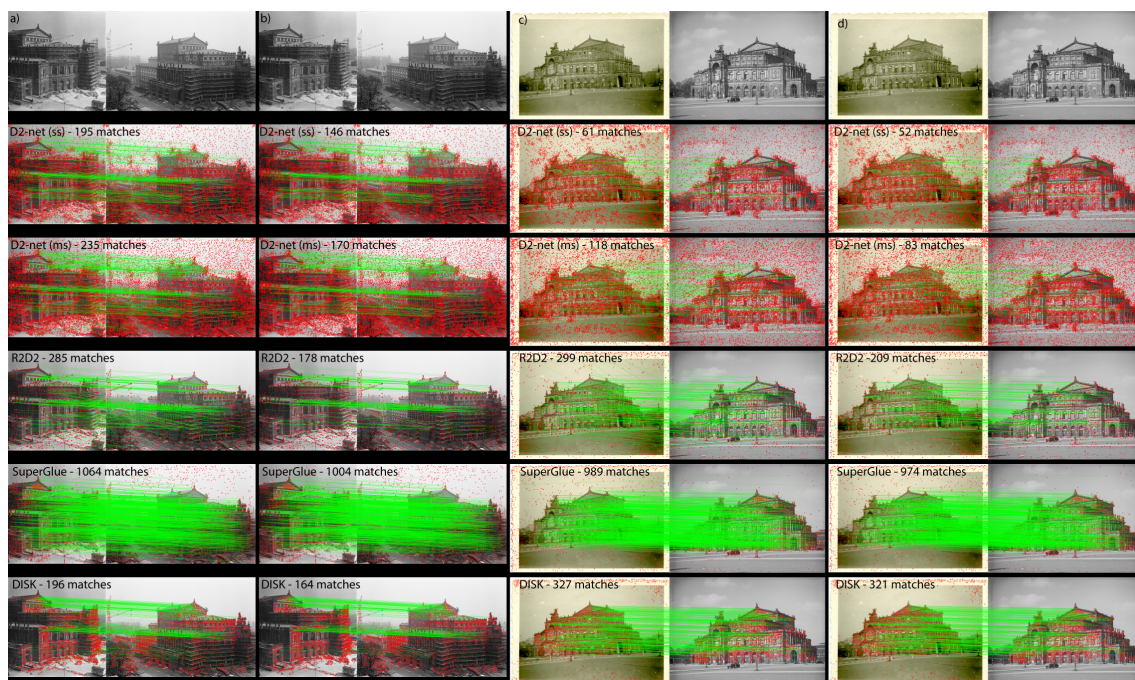 a) b) c) d)
D2-net (ss) - 195 matches D2-net (ss) - 146 matches D2-net (ss) - 61 matches D2-net (ss) - 52 matches
D2-net (ms) - 235 matches D2-net (ms) - 170 matches D2-net (ms) - 118 matches D2-net (ms) - 83 matches
R2D2 - 285 matches R2D2 - 178 matches R2D2 - 299 matches R2D2 -209 matches
SuperGlue - 1064 matches SuperGlue - 1004 matches SuperGlue - 989 matches SuperGlue - 974 matches
DISK - 196 matches DISK - 164 matches DISK - 327 matches DISK - 321 matches